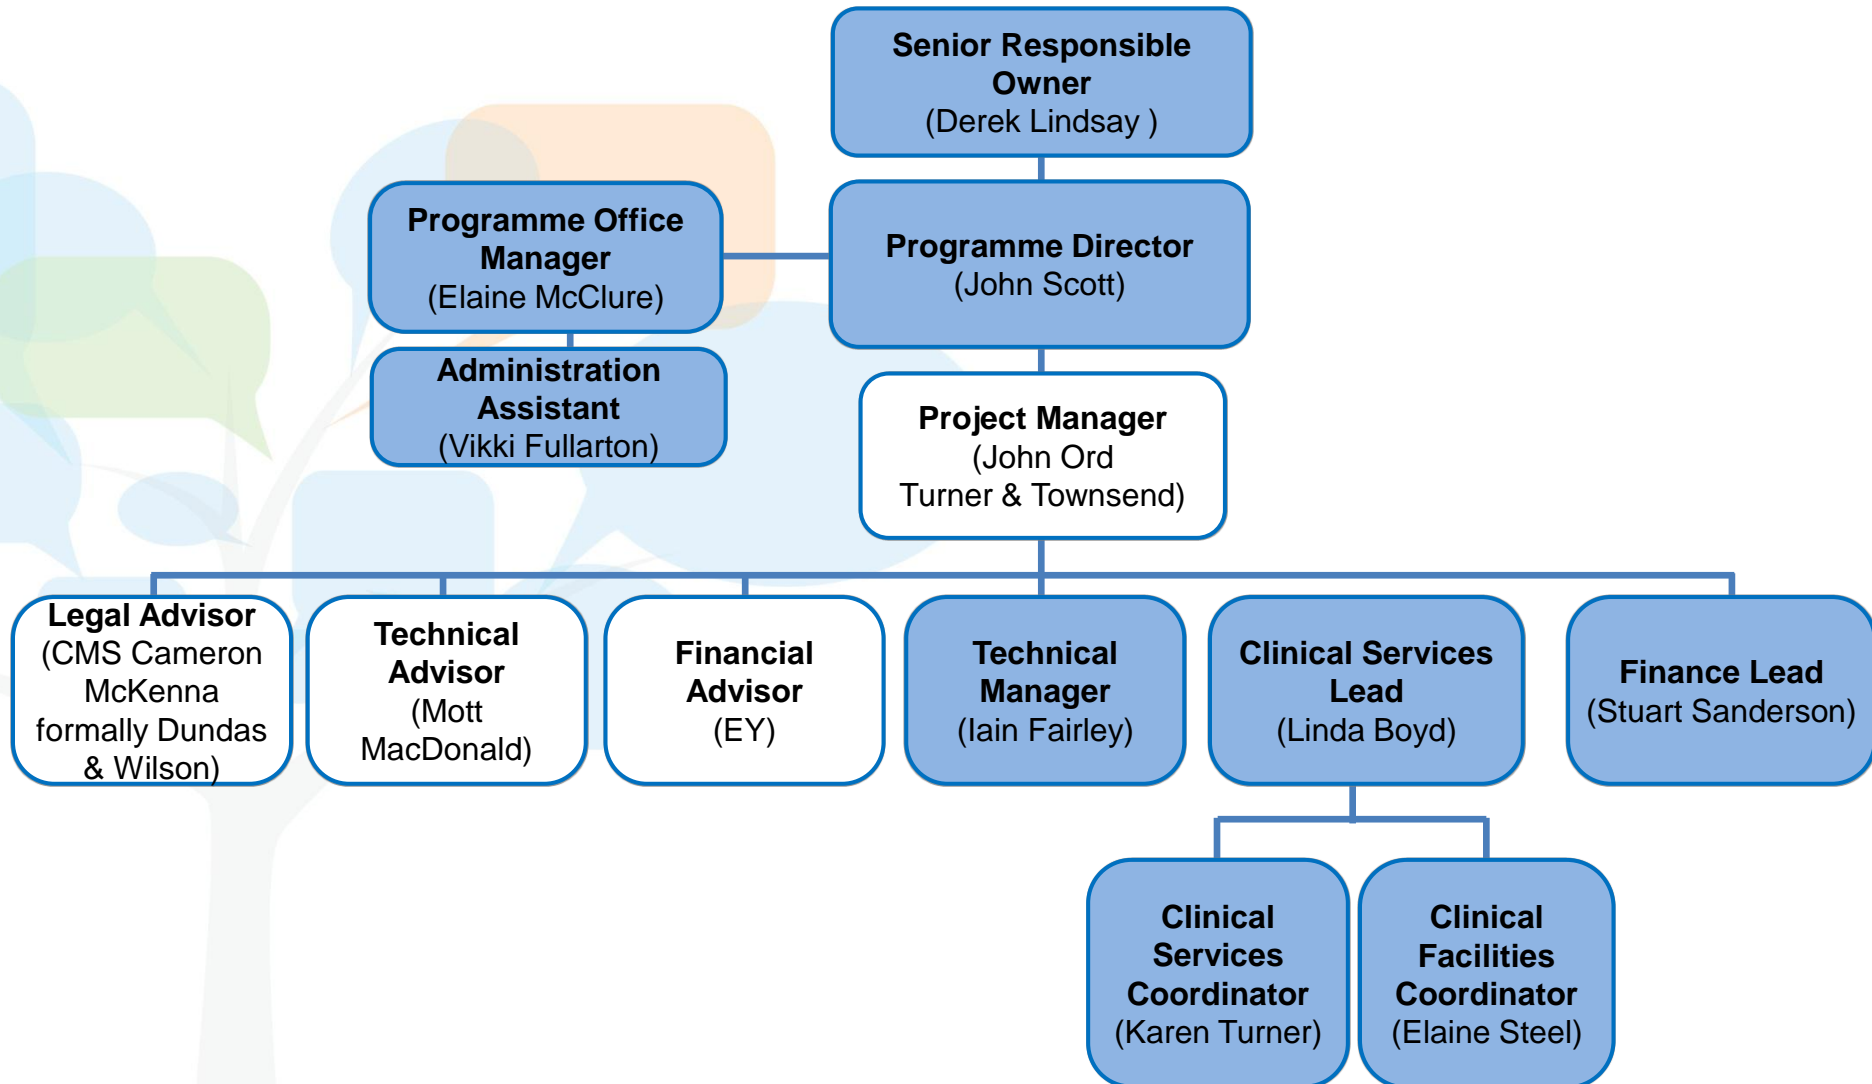 Senior Responsible
Owner
(Derek Lindsay )
Programme Office
Manager
(Elaine McClure)
Programme Director
(John Scott)
Administration
Assistant
(Vikki Fullarton)
Project Manager
(John Ord
Turner & Townsend)
Legal Advisor
(CMS Cameron
McKenna
formally Dundas
& Wilson)
Technical
Advisor
(Mott
MacDonald)
Financial
Advisor
(EY)
Technical
Manager
(Iain Fairley)
Clinical Services
Lead
(Linda Boyd)
Finance Lead
(Stuart Sanderson)
Clinical
Services
Coordinator
(Karen Turner)
Clinical
Facilities
Coordinator
(Elaine Steel)